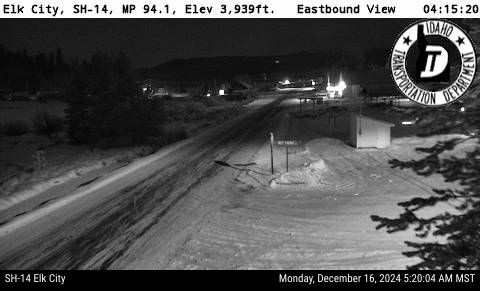 Elk City, SH-14, MP 94.1, Elev 3,939ft. Eastbound View 04:15:20
IDAHO
TRANSPORTATION DEPARTMENT
SH-14 Elk City
Monday, December 16, 2024 5:20:04 AM MST